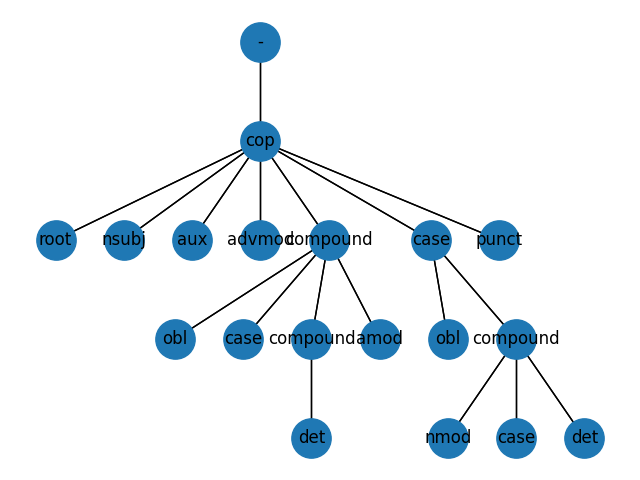 -
cop
root nsubj aux advmod compound case punct
obl case compound amod obl compound
det nmod case det